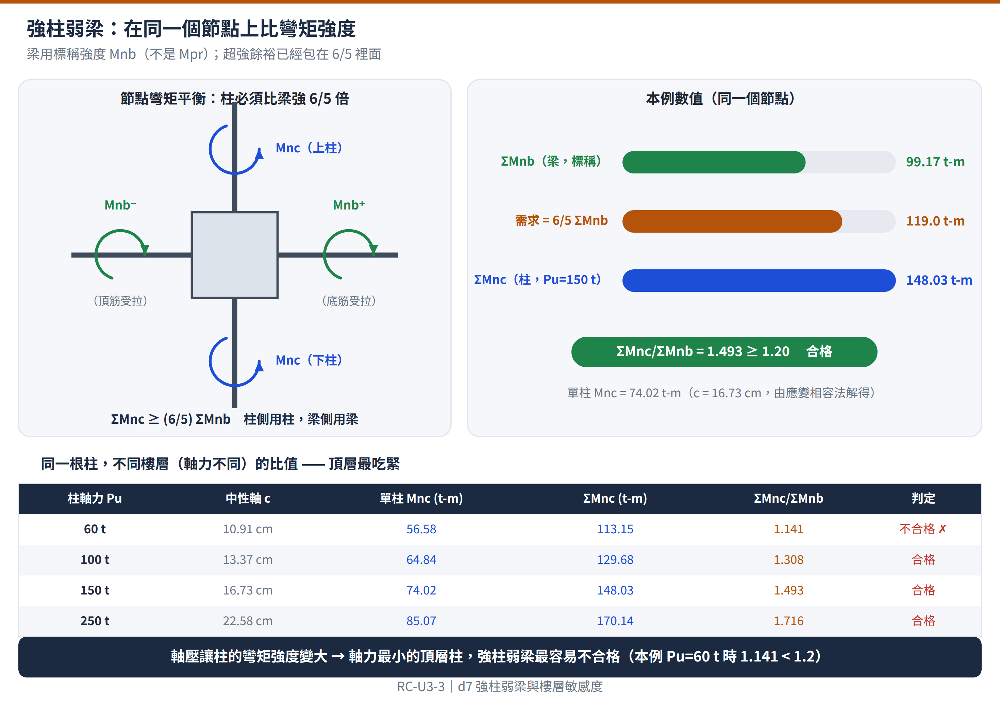 強柱弱梁：在同一個節點上比彎矩強度
梁用標稱強度 Mnb（不是 Mpr）；超強餘裕已經包在 6/5 裡面
節點彎矩平衡：柱必須比梁強 6/5 倍
Mnc（上柱）
Mnb⁻
Mnb⁺
（頂筋受拉）
（底筋受拉）
Mnc（下柱）
ΣMnc ≥ (6/5) ΣMnb　柱側用柱，梁側用梁
本例數值（同一個節點）
ΣMnb（梁，標稱） 99.17 t-m
需求 = 6/5 ΣMnb 119.0 t-m
ΣMnc（柱，Pu=150 t） 148.03 t-m
ΣMnc/ΣMnb = 1.493 ≥ 1.20　合格
單柱 Mnc = 74.02 t-m（c = 16.73 cm，由應變相容法解得）
同一根柱，不同樓層（軸力不同）的比值 —— 頂層最吃緊
柱軸力 Pu 中性軸 c 單柱 Mnc (t-m) ΣMnc (t-m) ΣMnc/ΣMnb 判定
60 t 10.91 cm 56.58 113.15 1.141 不合格 ✗
100 t 13.37 cm 64.84 129.68 1.308 合格
150 t 16.73 cm 74.02 148.03 1.493 合格
250 t 22.58 cm 85.07 170.14 1.716 合格
軸壓讓柱的彎矩強度變大 → 軸力最小的頂層柱，強柱弱梁最容易不合格（本例 Pu=60 t 時 1.141 < 1.2）
RC-U3-3｜d7 強柱弱梁與樓層敏感度